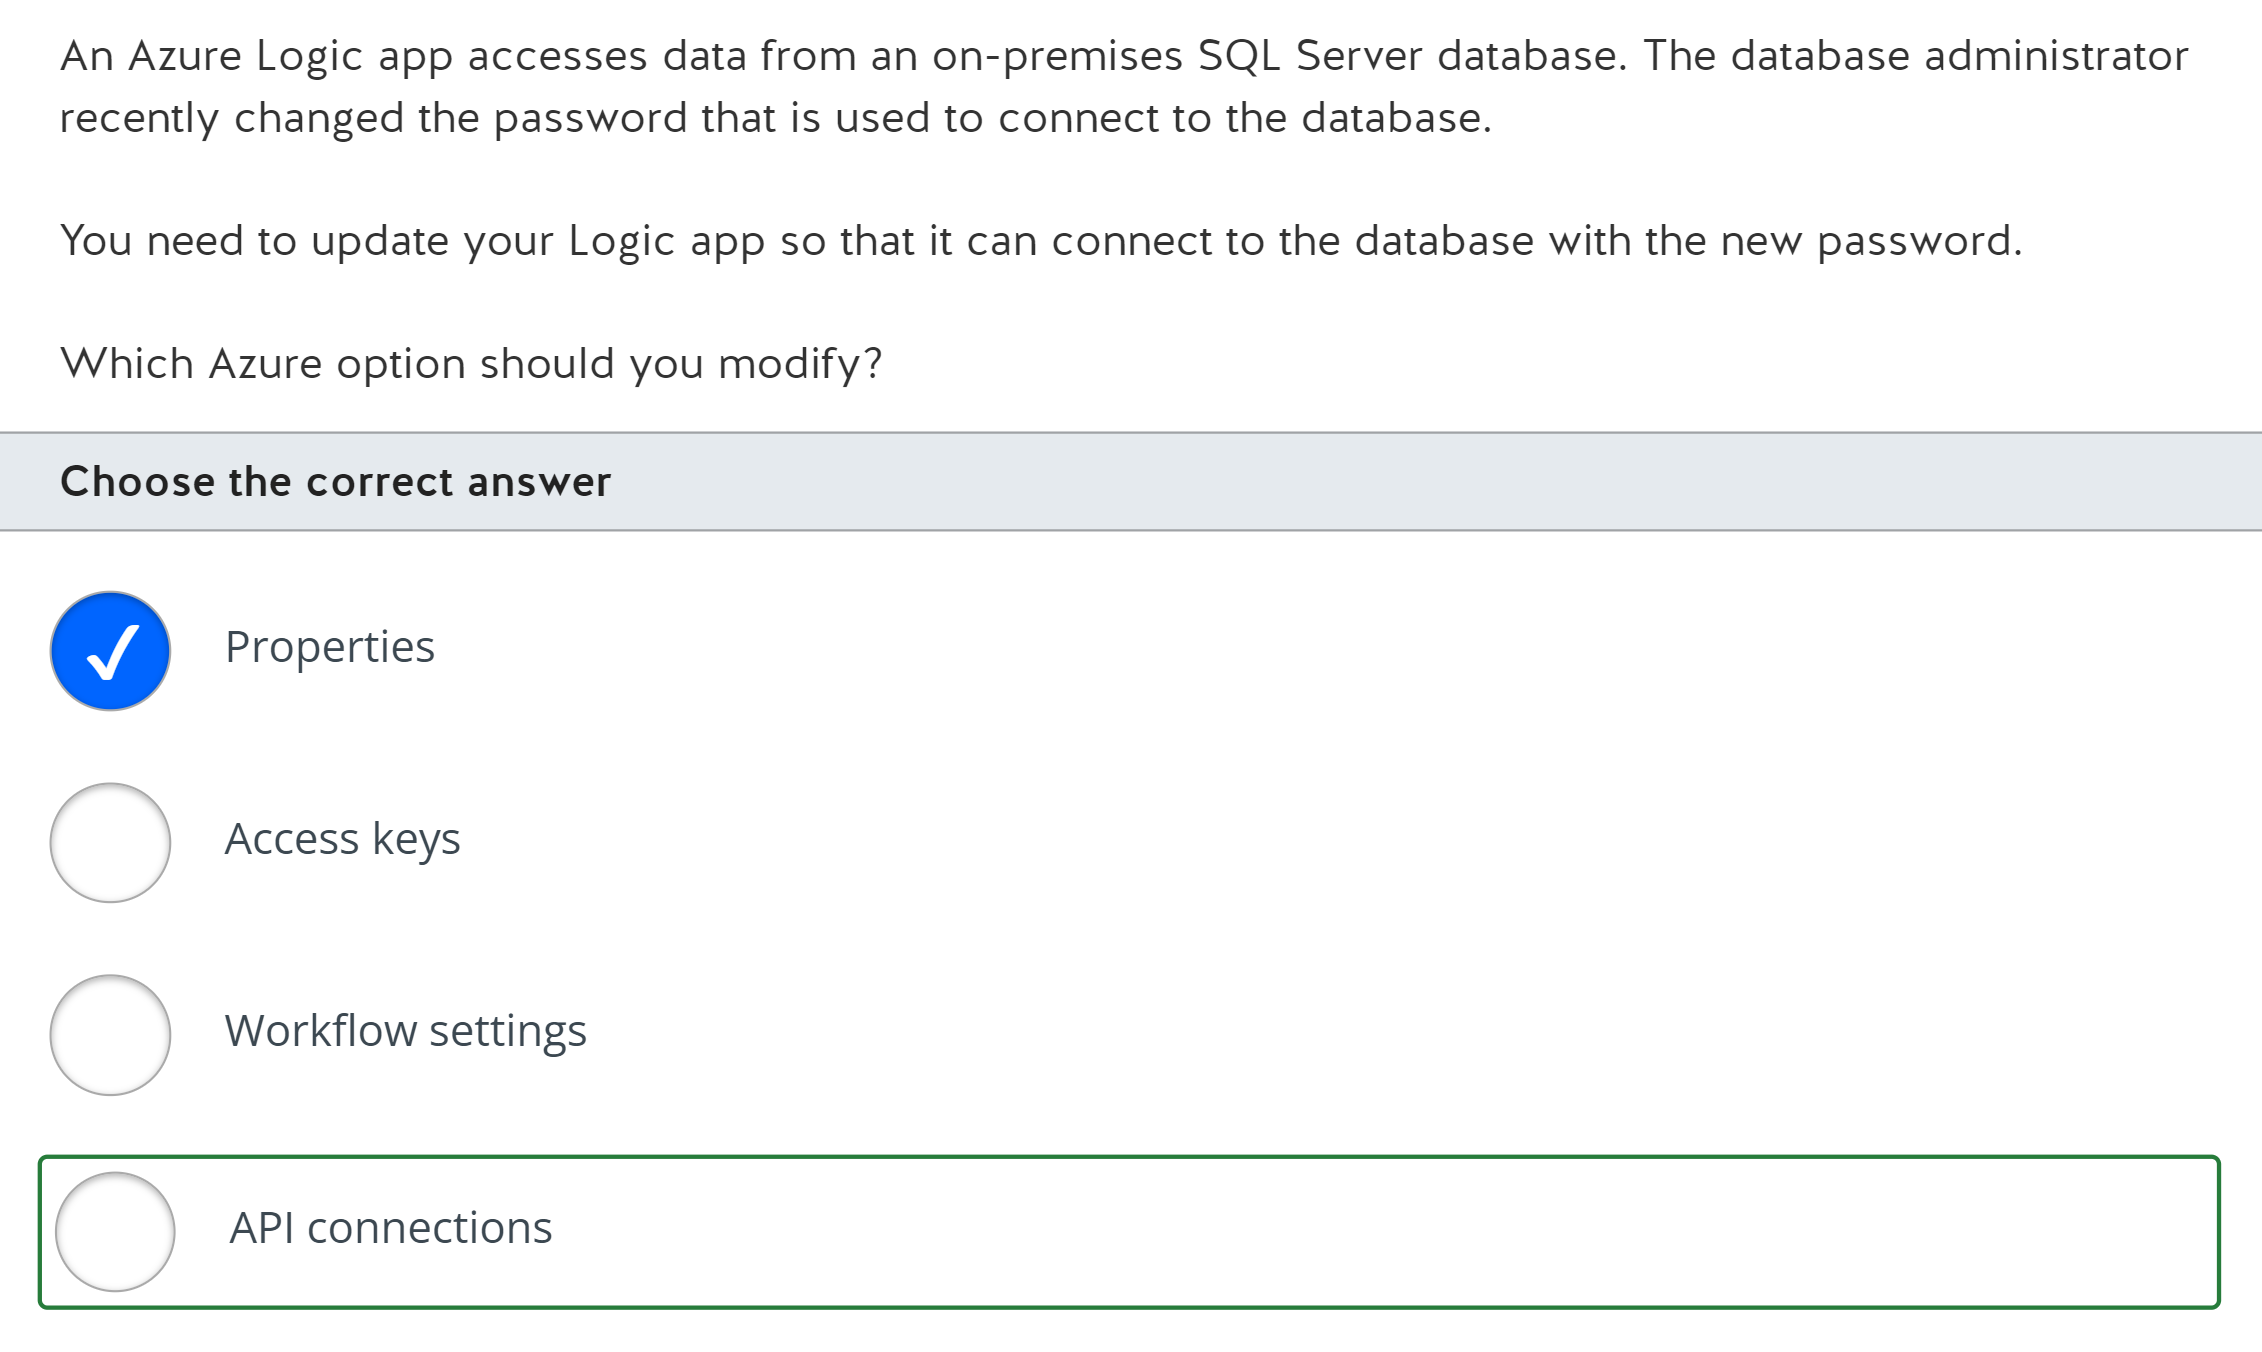 An Azure Logic app accesses data from an on-premises SQL Server database. The database administrator
recently changed the password that is used to connect to the database.
You need to update your Logic app so that it can connect to the database with the new password.
Which Azure option should you modify?
Choose the correct answer
Properties
Access keys
Workflow settings
API connections